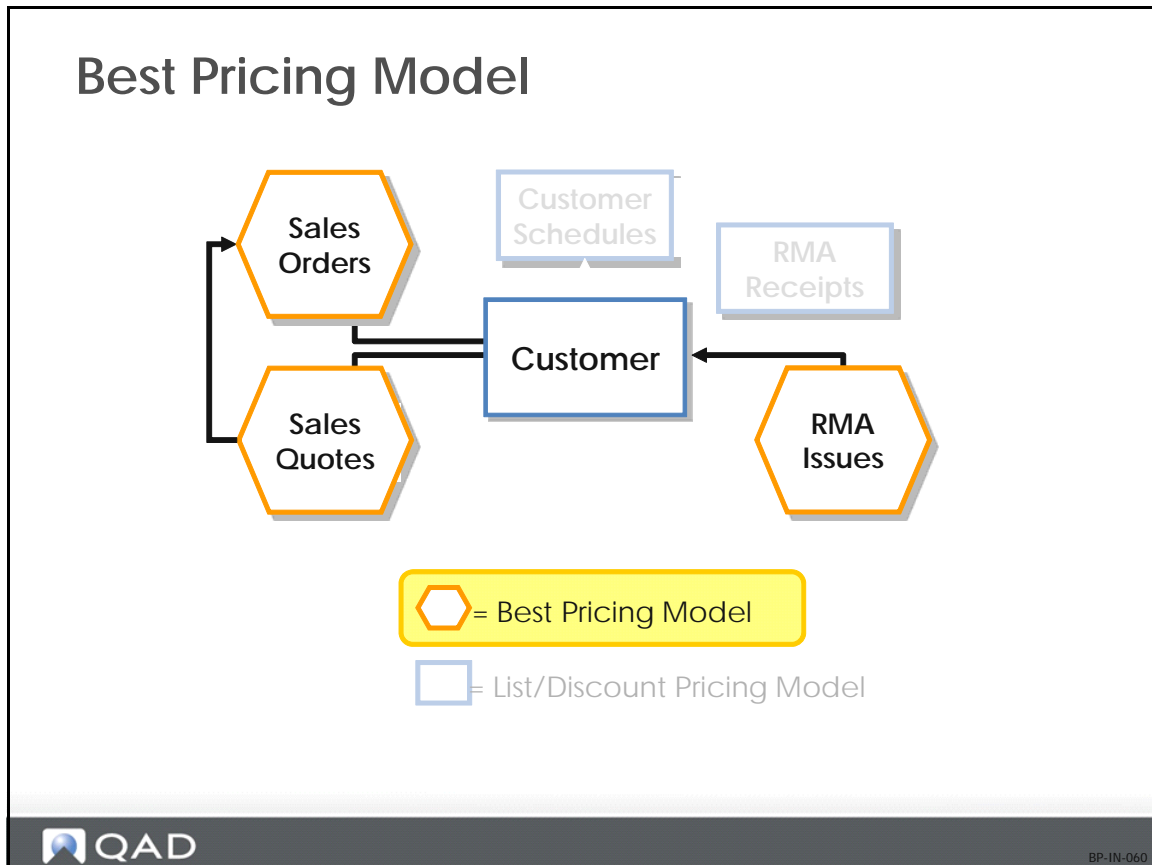 Best Pricing Model
Sales
Orders
Customer
Schedules
RMA
Receipts
Customer
Sales
Quotes
RMA
Issues
= Best Pricing Model
= List/Discount Pricing Model
QAD
BP-IN-060